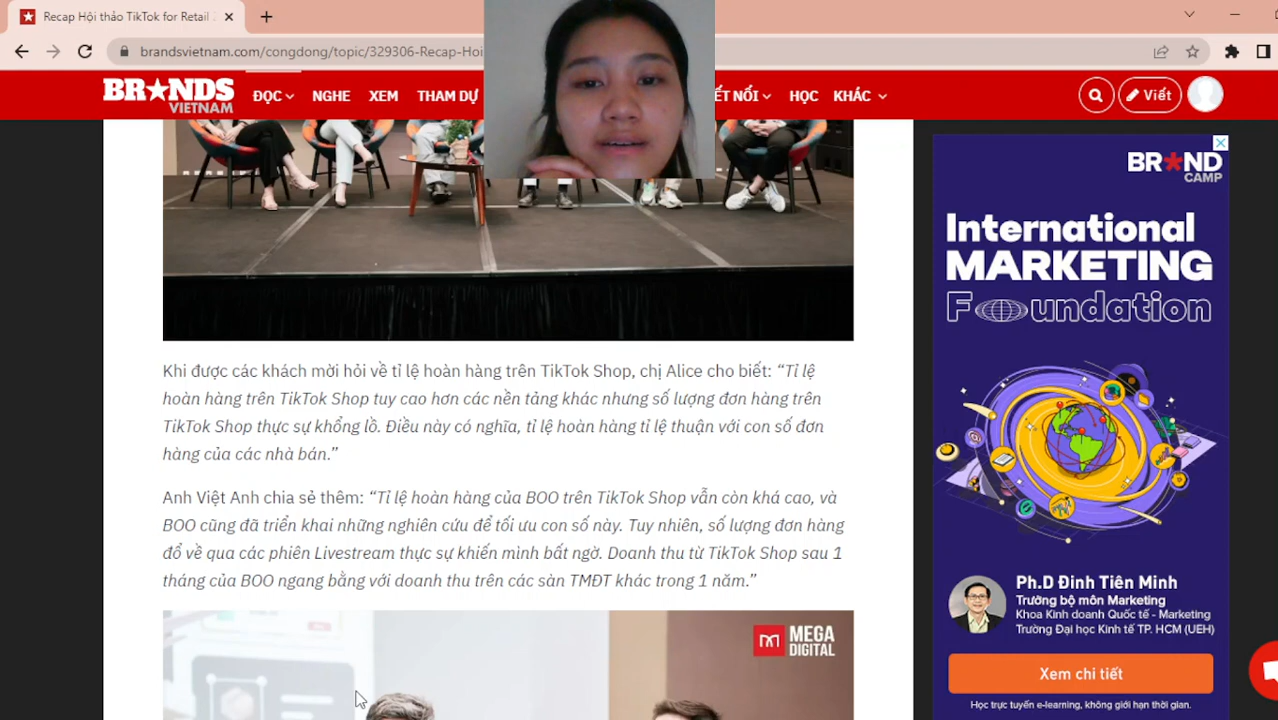 Recap Hội thảo TikTok for Retail
brandsvietnam.com/congdong/topic/329306-Recap-Hoi
BR★NDS
VIETNAM
ĐỌC
NGHE
XEM
THAM DỰ
ẾT NỐI
HỌC
KHÁC
Viết
BR*ND
CAMP
International
MARKETING
Foundation
Khi được các khách mời hỏi về tỉ lệ hoàn hàng trên TikTok Shop, chị Alice cho biết: “Tỉ lệ
hoàn hàng trên TikTok Shop tuy cao hơn các nền tảng khác nhưng số lượng đơn hàng trên
TikTok Shop thực sự khổng lồ. Điều này có nghĩa, tỉ lệ hoàn hàng tỉ lệ thuận với con số đơn
hàng của các nhà bán.”
Anh Việt Anh chia sẻ thêm: “Tỉ lệ hoàn hàng của BOO trên TikTok Shop vẫn còn khá cao, và
BOO cũng đã triển khai những nghiên cứu để tối ưu con số này. Tuy nhiên, số lượng đơn hàng
đổ về qua các phiên Livestream thực sự khiến mình bất ngờ. Doanh thu từ TikTok Shop sau 1
tháng của BOO ngang bằng với doanh thu trên các sàn TMĐT khác trong 1 năm.”
MEGA
DIGITAL
Ph.D Đinh Tiên Minh
Trưởng bộ môn Marketing
Khoa Kinh doanh Quốc tế - Marketing
Trường Đại học Kinh tế TP. HCM (UEH)
Xem chi tiết
Học trực tuyến e-learning, không giới hạn thời gian.